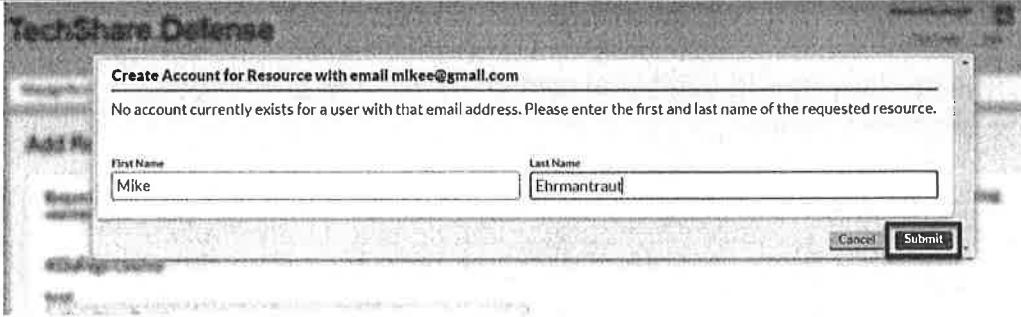 TechShare Defense
Create Account for Resource with email mikee@gmail.com
No account currently exists for a user with that email address. Please enter the first and last name of the requested resource.
Add Re
First Name
Last Name
Mike
Ehrmantraut
Cancel
Submit